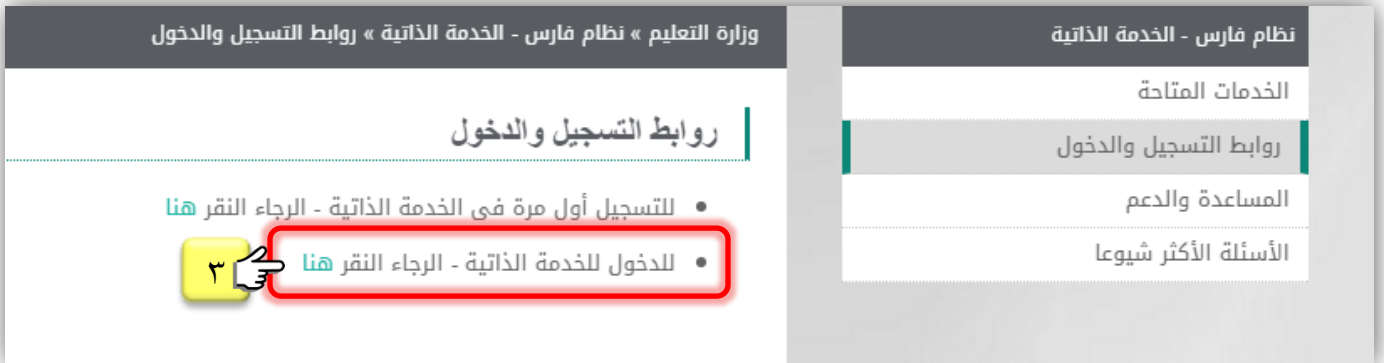 نظام فارس - الخدمة الذاتية
الخدمات المتاحة
روابط التسجيل والدخول
المساعدة والدعم
الأسئلة الأكثر شيوعا
وزارة التعليم » نظام فارس - الخدمة الذاتية » روابط التسجيل والدخول
روابط التسجيل والدخول
للتسجيل أول مرة في الخدمة الذاتية - الرجاء النقر هنا
للدخول للخدمة الذاتية - الرجاء النقر هنا
٣